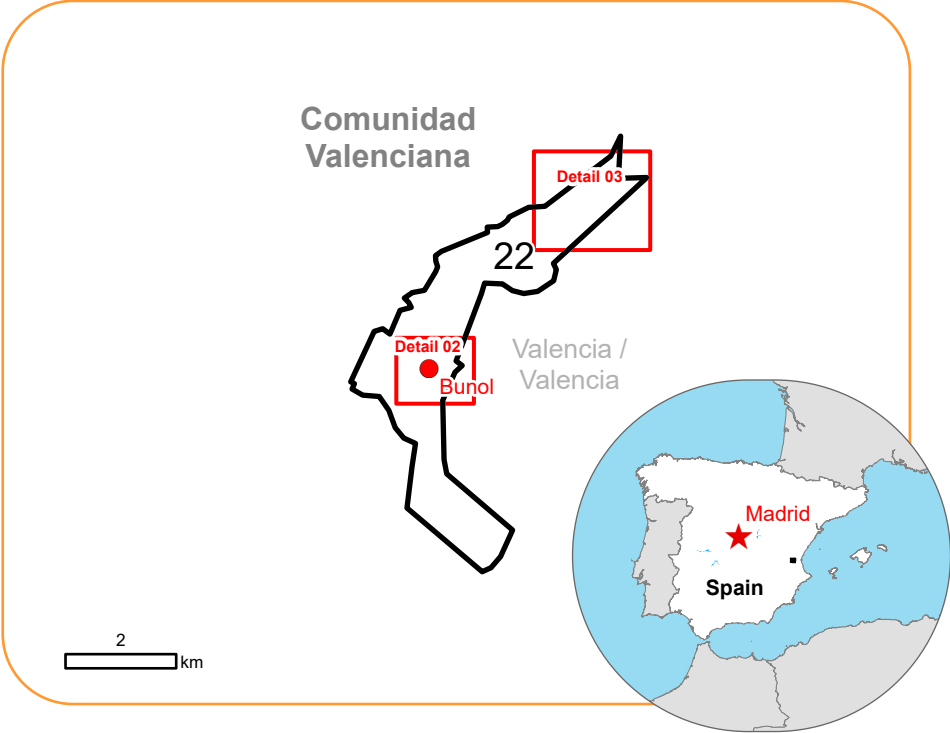 Comunidad
Valenciana
Detail 03
22
Detail 02
Bunol
Valencia /
Valencia
Madrid
Spain
2
km